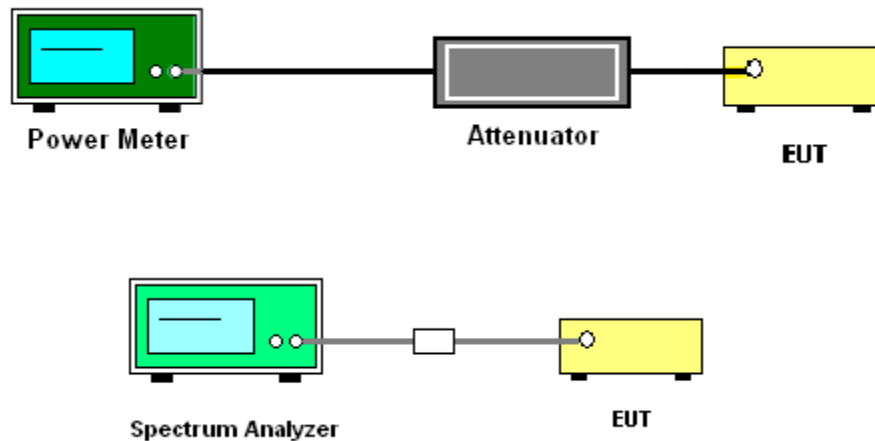 Power Meter
Attenuator
EUT
Spectrum Analyzer
EUT